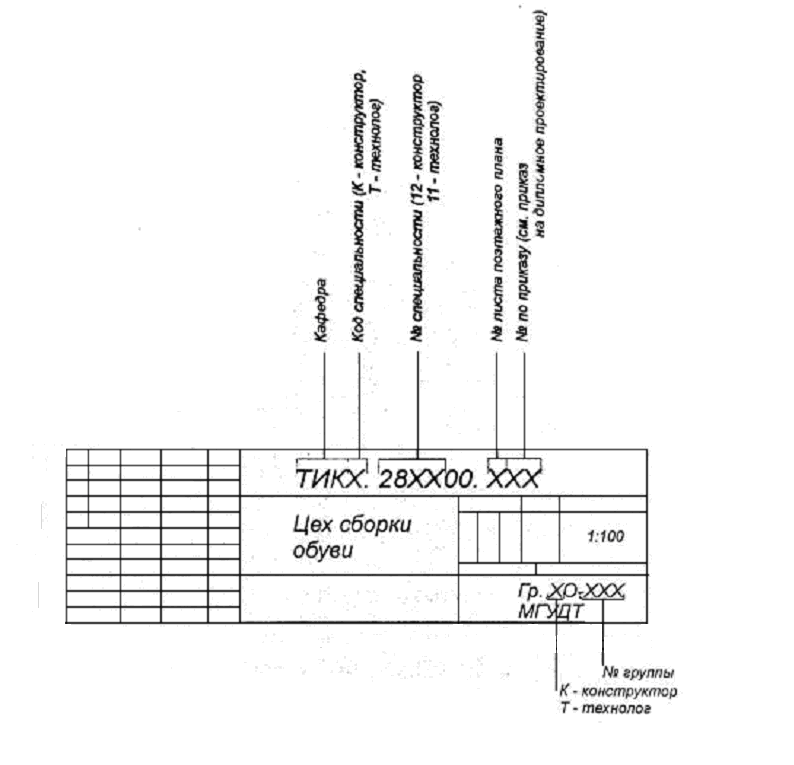 Кафедра
Код специальности (К - конструктор,
Т - технолог)
№ специальности (12 - конструктор
11 - технолог)
№ листа поэтажного плана
№ по приказу (см. приказ
на дипломное проектирование)
ТИКХ. 28ХХ00. ХХХ
Цех сборки
обуви
1:100
Гр. ХО-ХХХ
МГУДТ
№ группы
К - конструктор
Т - технолог